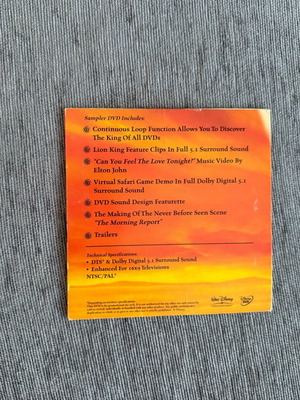 Sampler DVD Includes:
Continuous Loop Function Allows You To Discover
The King Of All DVDs
Lion King Feature Clips In Full 5.1 Surround Sound
"Can You Feel The Love Tonight?" Music Video By
Elton John
Virtual Safari Game Demo In Full Dolby Digital 5.1
Surround Sound
DVD Sound Design Featurette
The Making Of The Never Before Seen Scene
"The Morning Report"
Trailers
Technical Specifications:
• DTS* & Dolby Digital 5.1 Surround Sound
• Enhanced For 16x9 Televisions
NTSC/PAL*
WALT DISNEY
DVD